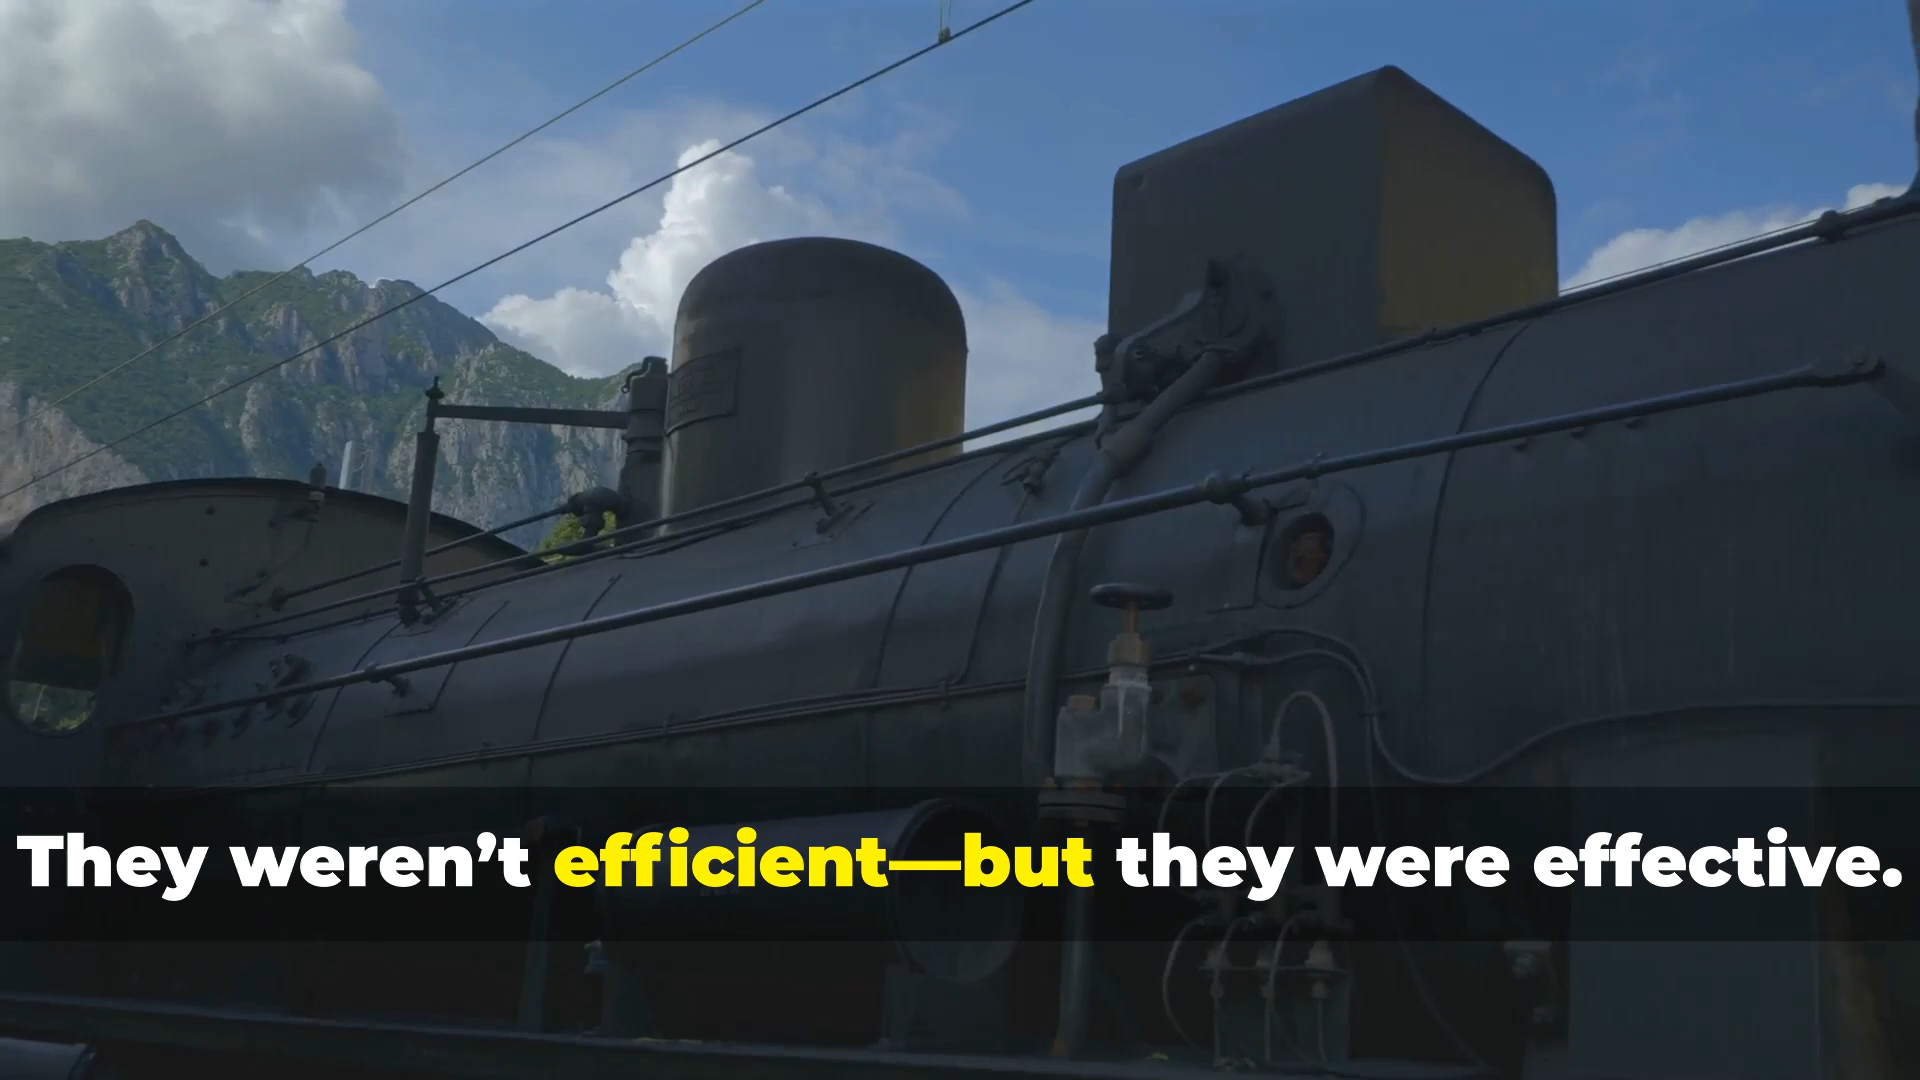 They weren’t efficient—but they were effective.